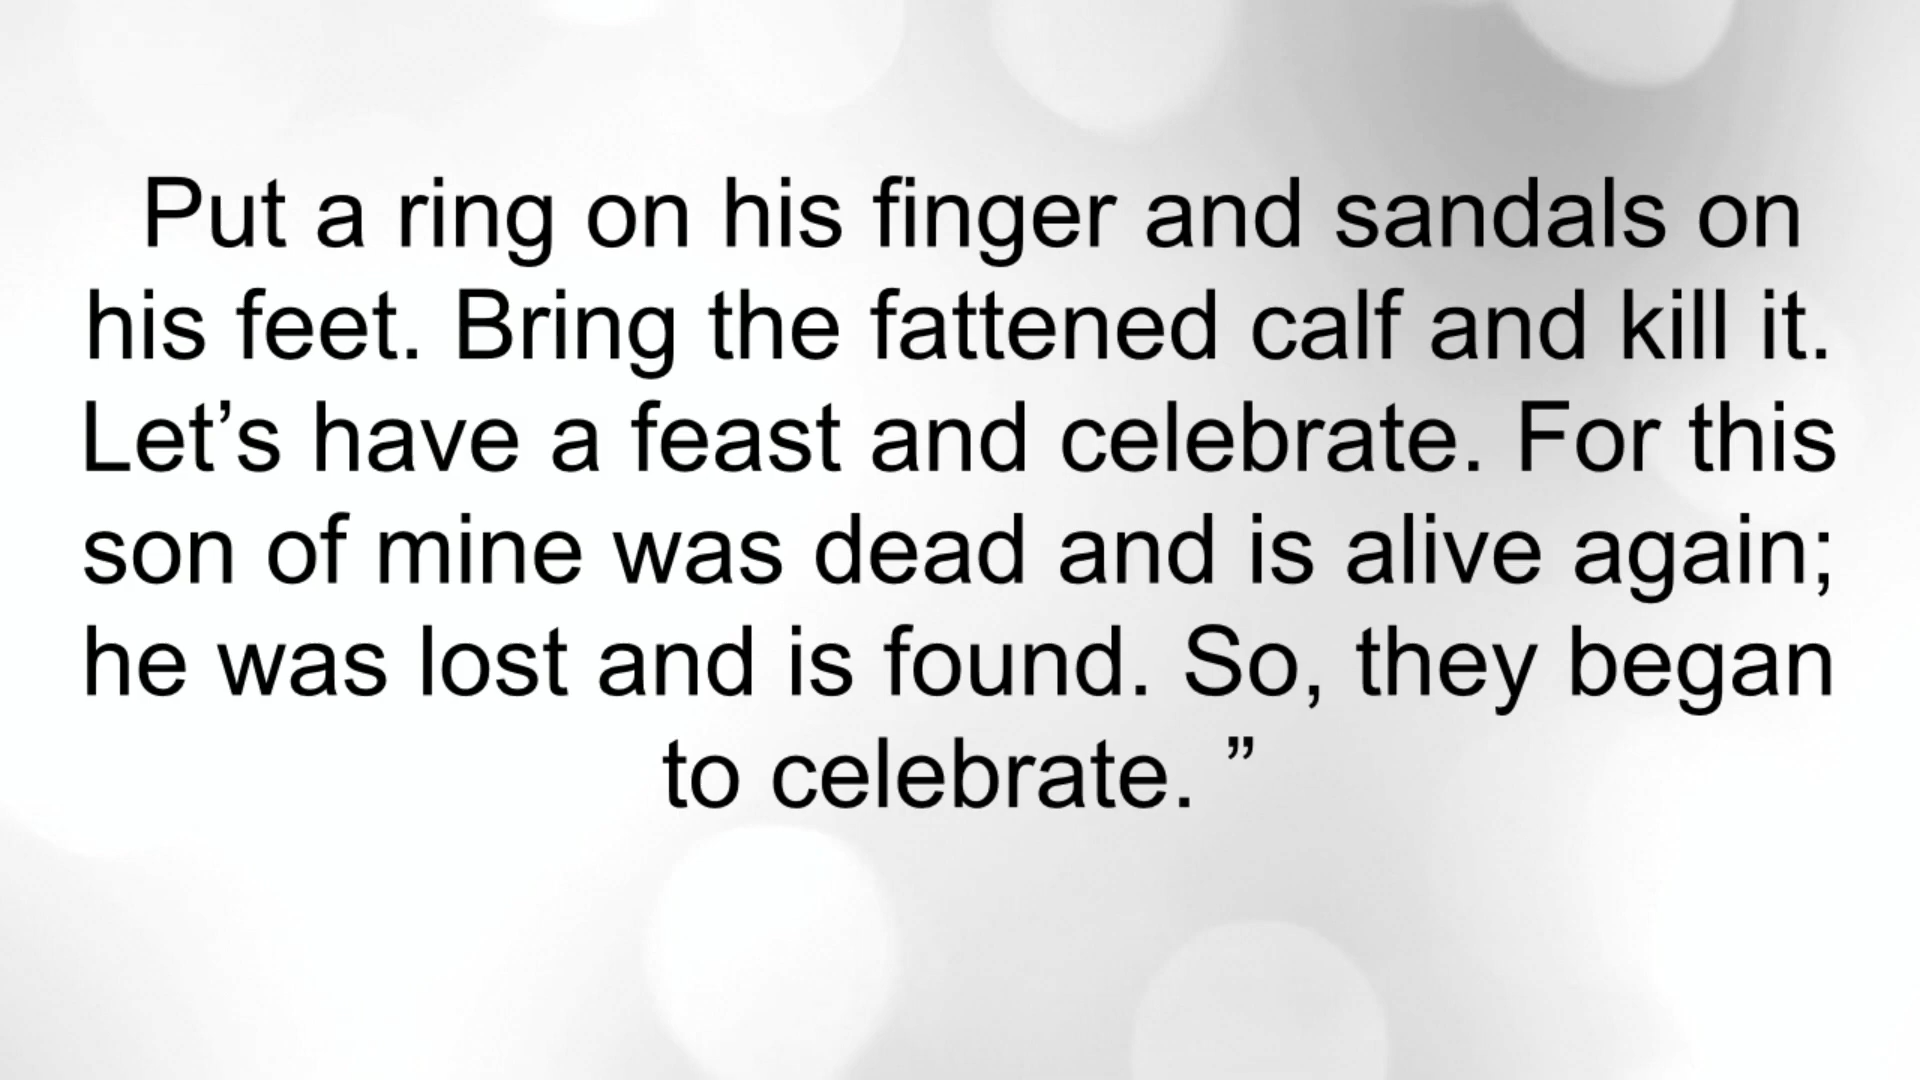 Put a ring on his finger and sandals on
his feet. Bring the fattened calf and kill it.
Let’s have a feast and celebrate. For this
son of mine was dead and is alive again;
he was lost and is found. So, they began
to celebrate. ”